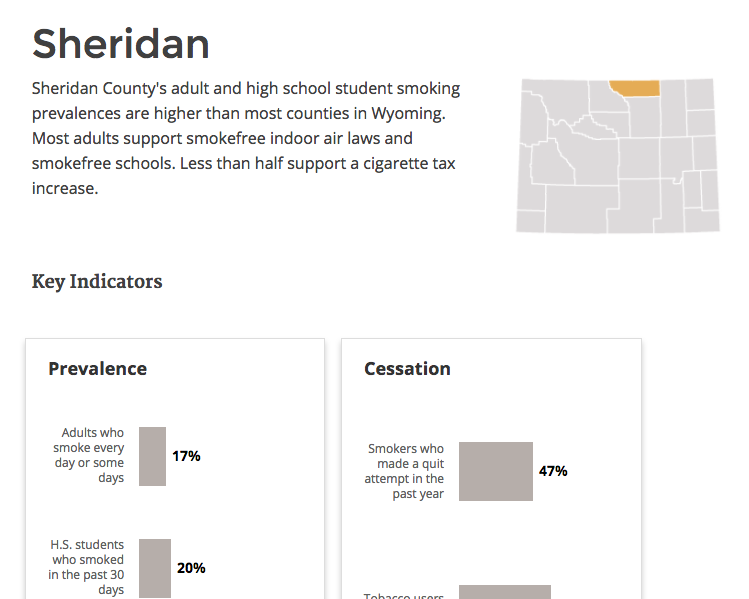 Sheridan
Sheridan County's adult and high school student smoking
prevalences are higher than most counties in Wyoming.
Most adults support smokefree indoor air laws and
smokefree schools. Less than half support a cigarette tax
increase.
Key Indicators
Prevalence
Adults who
smoke every
day or some
days
17%
H.S. students
who smoked
in the past 30
days
20%
Cessation
Smokers who
made a quit
attempt in the
past year
47%
Tobacco users